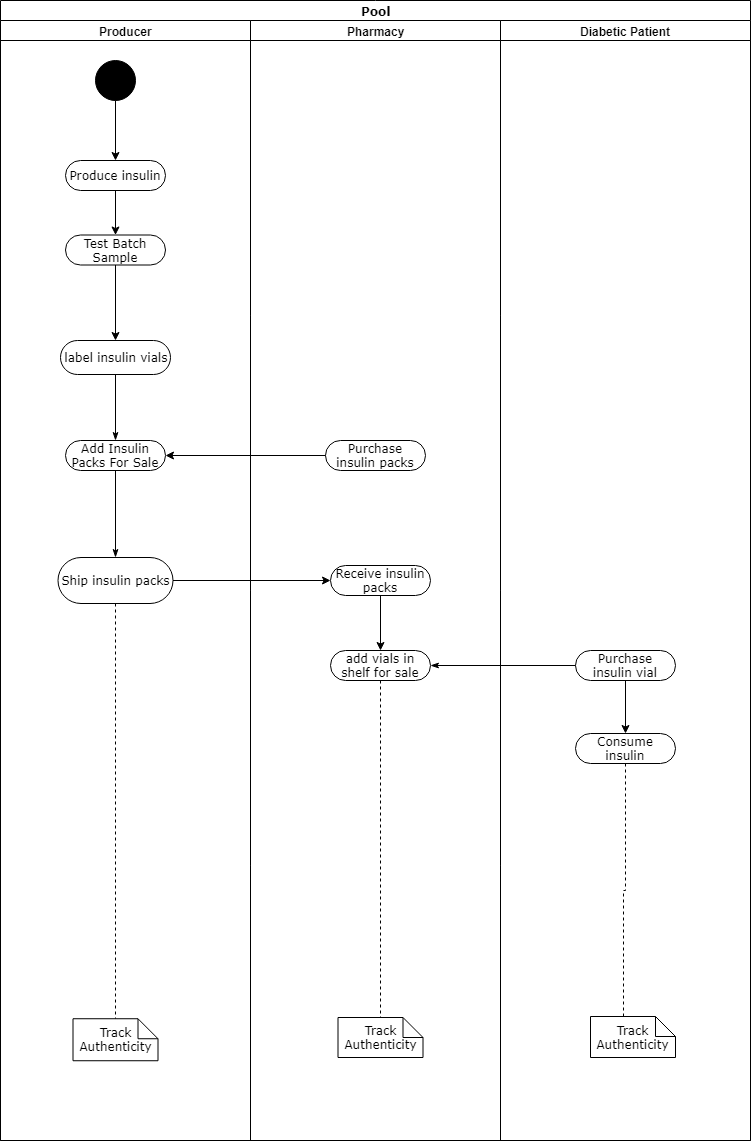 Pool
Producer
Pharmacy
Diabetic Patient
Produce insulin
Test Batch
Sample
label insulin vials
Add Insulin
Packs For Sale
Purchase
insulin packs
Ship insulin packs
Receive insulin
packs
add vials in
shelf for sale
Purchase
insulin vial
Consume
insulin
Track
Authenticity
Track
Authenticity
Track
Authenticity